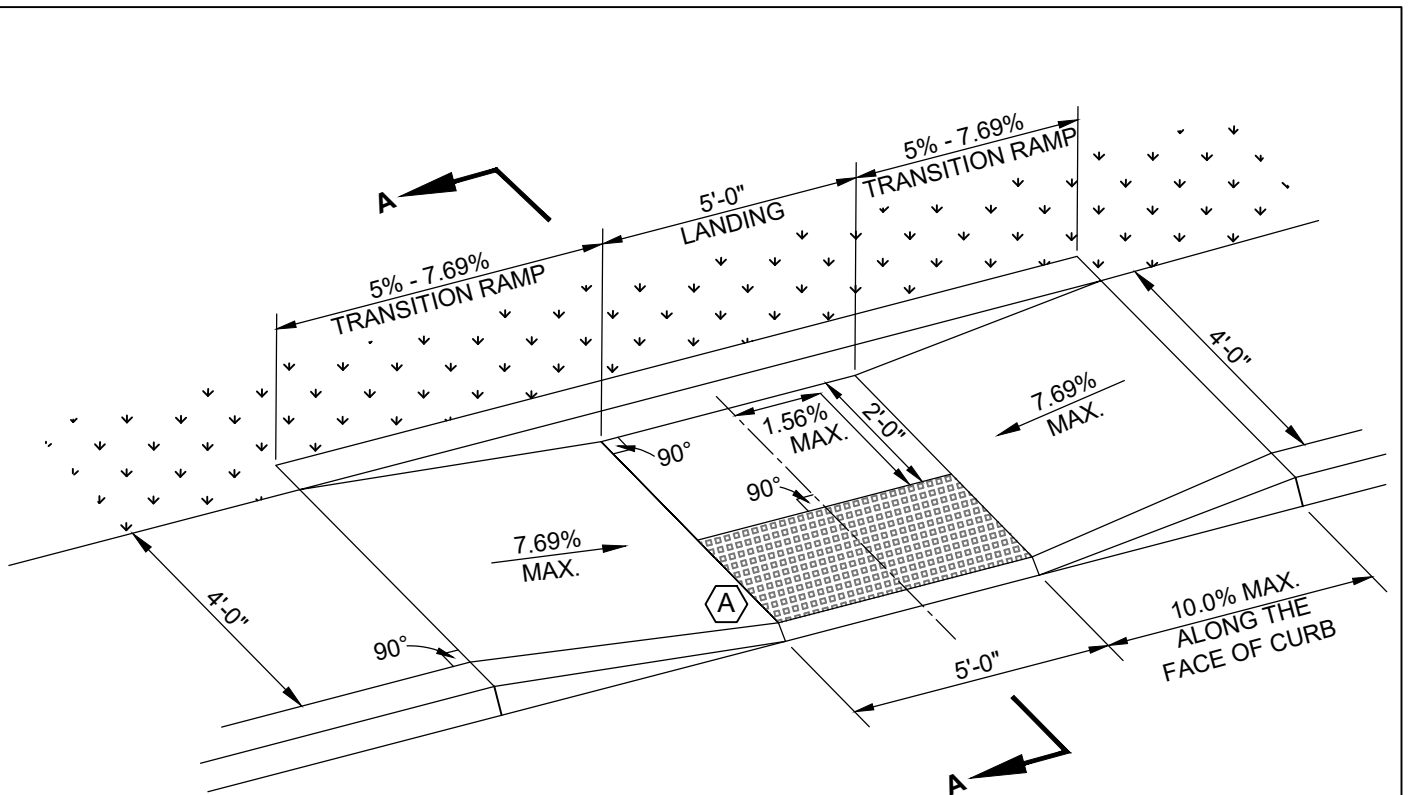 5% - 7.69%
TRANSITION RAMP
5'-0"
LANDING
A
5% - 7.69%
TRANSITION RAMP
4'-0"
7.69%
MAX.
2'-0"
1.56%
MAX.
90°
90°
7.69%
MAX.
A
4'-0"
90°
10.0% MAX.
ALONG THE
FACE OF CURB
5'-0"
A